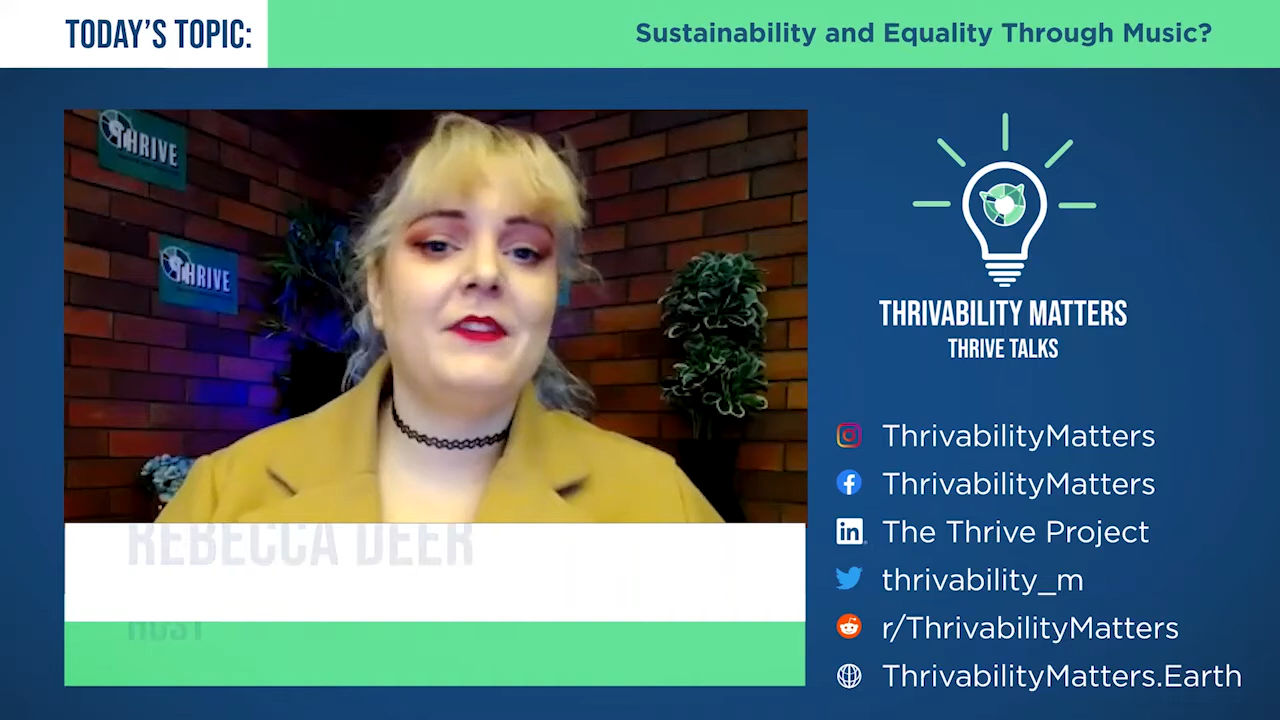 TODAY'S TOPIC:
Sustainability and Equality Through Music?
THRIVE
THRIVE
THRIVABILITY MATTERS
THRIVE TALKS
ThrivabilityMatters
ThrivabilityMatters
in The Thrive Project
thrivability_m
r/ThrivabilityMatters
ThrivabilityMatters.Earth
REBECCA DEER
HOST